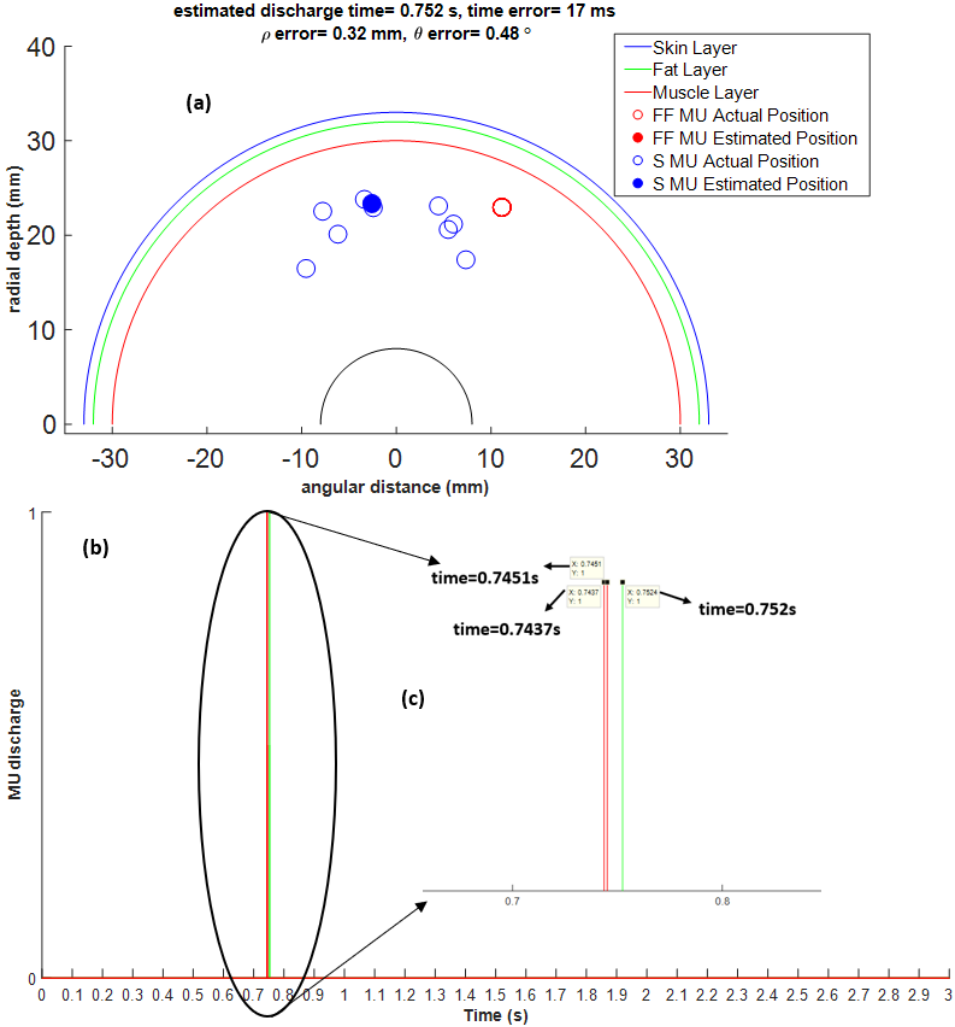 estimated discharge time= 0.752 s, time error= 17 ms
ρ error= 0.32 mm, θ error= 0.48 °
(a)
Skin Layer
Fat Layer
Muscle Layer
FF MU Actual Position
FF MU Estimated Position
S MU Actual Position
S MU Estimated Position
radial depth (mm)
40
30
20
10
0
-30 -20 -10 0 10 20 30
angular distance (mm)
(b)
MU discharge
1
0
time=0.7451s
X: 0.7451
Y: 1
X: 0.7437
Y: 1
X: 0.7524
Y: 1
time=0.7437s
time=0.752s
(c)
0.7 0.8
0 0.1 0.2 0.3 0.4 0.5 0.6 0.7 0.8 0.9 1 1.1 1.2 1.3 1.4 1.5 1.6 1.7 1.8 1.9 2 2.1 2.2 2.3 2.4 2.5 2.6 2.7 2.8 2.9 3
Time (s)